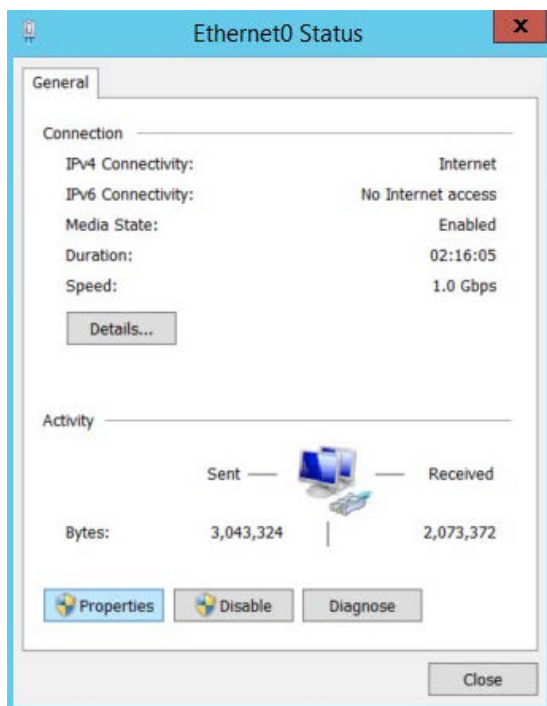 Ethernet0 Status
X
General
Connection
IPv4 Connectivity: Internet
IPv6 Connectivity: No Internet access
Media State: Enabled
Duration: 02:16:05
Speed: 1.0 Gbps
Details...
Activity
Sent Received
Bytes: 3,043,324 2,073,372
Properties Disable Diagnose
Close